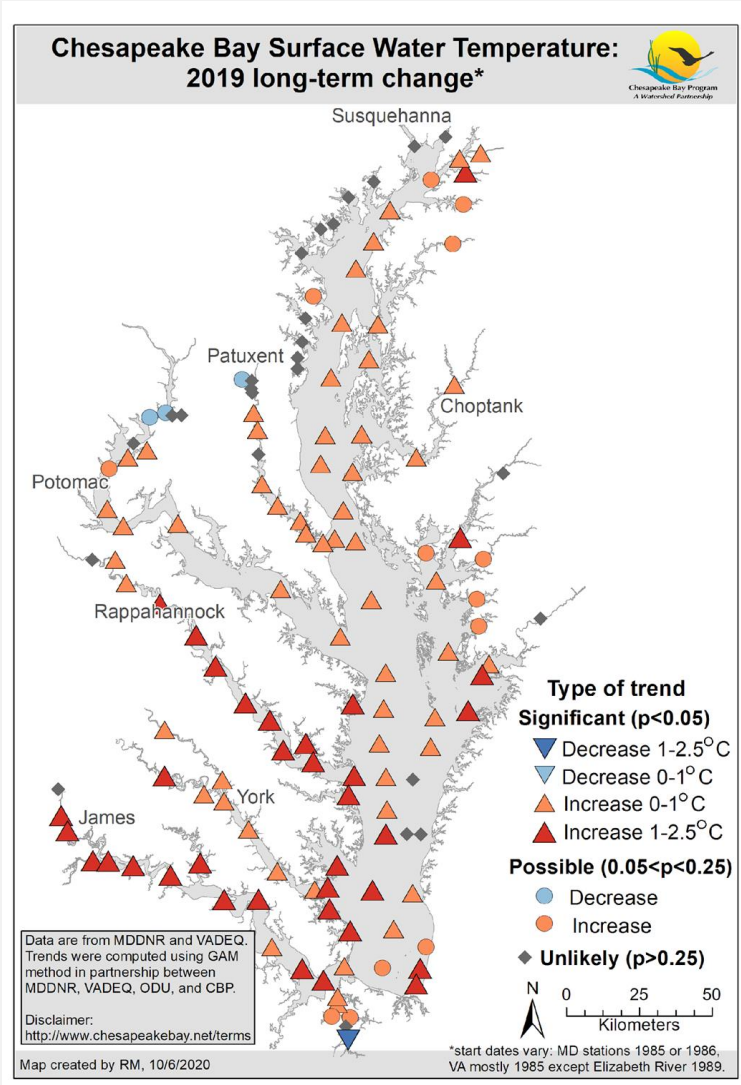 Chesapeake Bay Surface Water Temperature:
2019 long-term change*
Chesapeake Bay Program
A Watershed Partnership
Susquehanna
Patuxent
Choptank
Potomac
Rappahannock
York
James
Type of trend
Significant (p<0.05)
Decrease 1-2.5°C
Decrease 0-1°C
Increase 0-1°C
Increase 1-2.5°C
Possible (0.05<p<0.25)
Decrease
Increase
Unlikely (p>0.25)
Data are from MDDNR and VADEQ.
Trends were computed using GAM
method in partnership between
MDDNR, VADEQ, ODU, and CBP.
Disclaimer:
http://www.chesapeakebay.net/terms
N
0 25 50
Kilometers
Map created by RM, 10/6/2020
*start dates vary: MD stations 1985 or 1986,
VA mostly 1985 except Elizabeth River 1989.